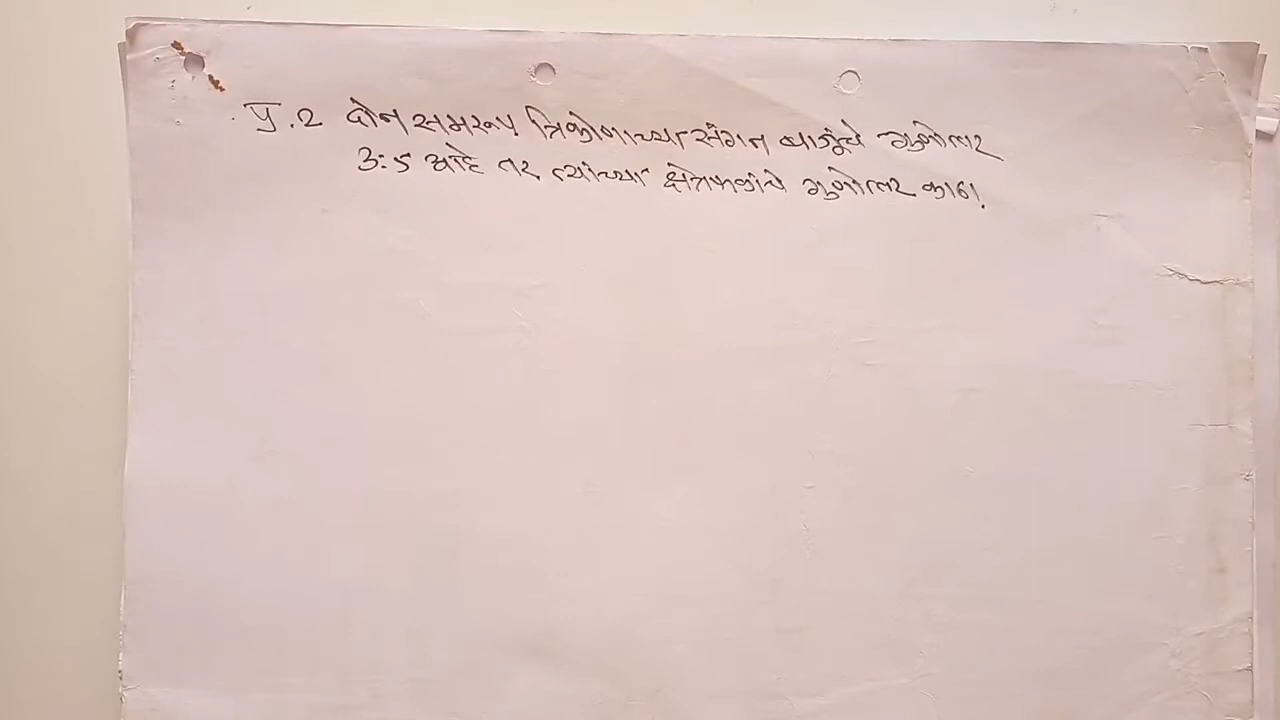 प्र.2 दोन समरूप त्रिकोणाच्या संगत बाजूंचे गुणोत्तर
3:5 आहे तर त्यांच्या क्षेत्रफळांचे गुणोत्तर काढा.